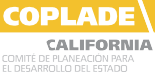 COPLADE
CALIFORNIA
COMITE DE PLANEACION PARA
EL DESARROLLO DEL ESTADO